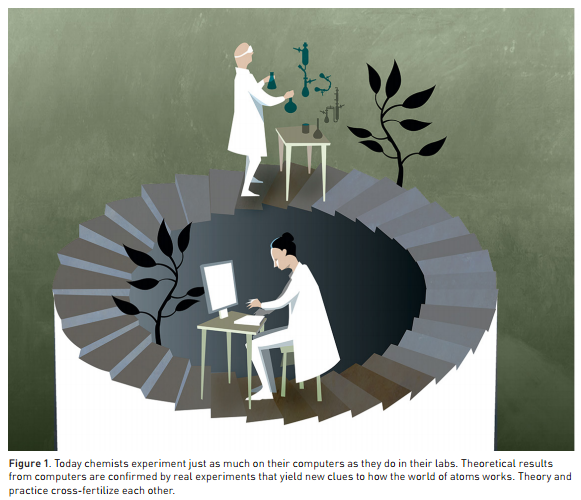 Figure 1. Today chemists experiment just as much on their computers as they do in their labs. Theoretical results
from computers are confirmed by real experiments that yield new clues to how the world of atoms works. Theory and
practice cross-fertilize each other.